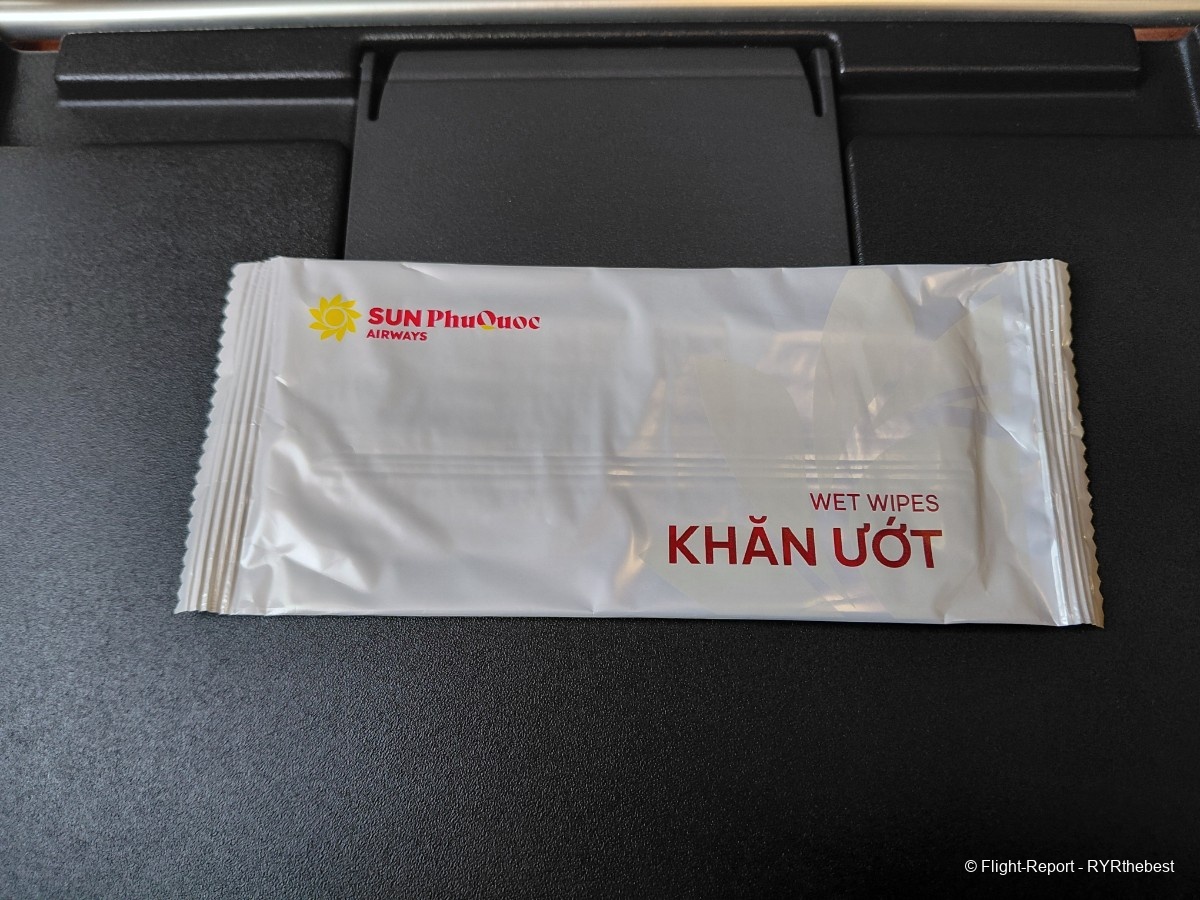 SUN PhuQuoc
AIRWAYS
WET WIPES
KHĂN ƯỚT
© Flight-Report - RYRthebest